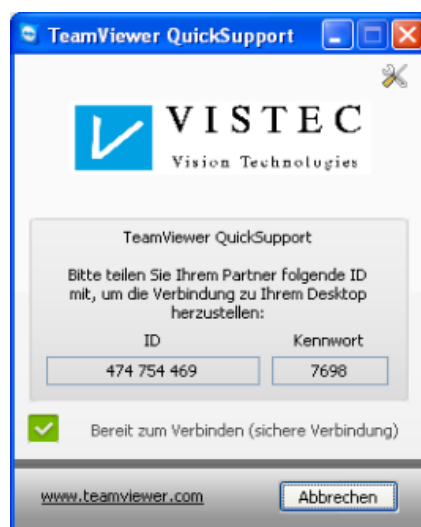 TeamViewer QuickSupport
VISTEC
Vision Technologies
TeamViewer QuickSupport
Bitte teilen Sie Ihrem Partner folgende ID
mit, um die Verbindung zu Ihrem Desktop
herzustellen:
ID Kennwort
474 754 469 7698
Bereit zum Verbinden (sichere Verbindung)
www.teamviewer.com Abbrechen